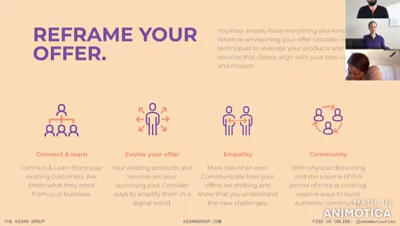 REFRAME YOUR
OFFER.
You may already have everything you need
When re-envisioning your offer consider
techniques to leverage your products and
services that closely align with your core
and mission.
Connect & learn
Connect & Learn from your
existing customers. Ask
them what they need
from your business.
Evolve your offer
Your existing products and
services are your
launching pad. Consider
ways to amplify them in a
digital world.
Empathy
More now then ever.
Communicate how your
offers are shifting and
show that you understand
the new challenges.
Community
With physical distancing
and the trauma of this
period of crisis is creating,
explore ways to build
authentic
MADE IN
ANIMOTICA
THE KESAR GROUP
KESARGROUP.COM
FIND US ONLINE: